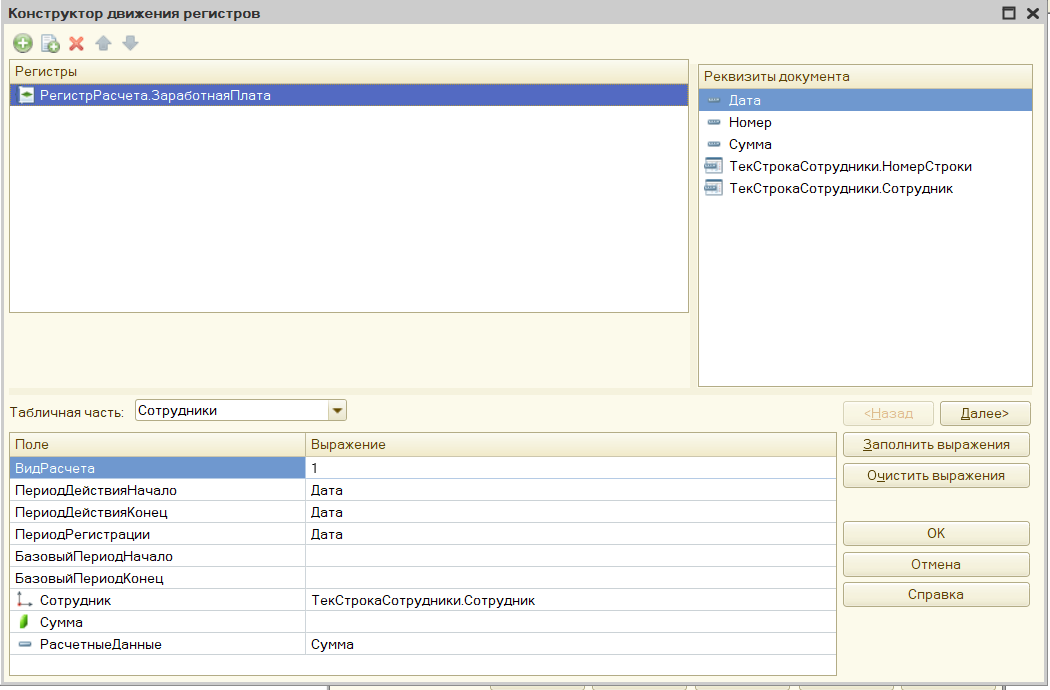 Конструктор движения регистров
Регистры
РегистрРасчета.ЗаработнаяПлата
Реквизиты документа
Дата
Номер
Сумма
ТекСтрокаСотрудники.НомерСтроки
ТекСтрокаСотрудники.Сотрудник
Табличная часть: Сотрудники
<Назад Далее>
Поле Выражение
ВидРасчета 1
ПериодДействияНачало Дата
ПериодДействияКонец Дата
ПериодРегистрации Дата
БазовыйПериодНачало
БазовыйПериодКонец
Сотрудник ТекСтрокаСотрудники.Сотрудник
Сумма
РасчетныеДанные Сумма
Заполнить выражения
Очистить выражения
OK
Отмена
Справка